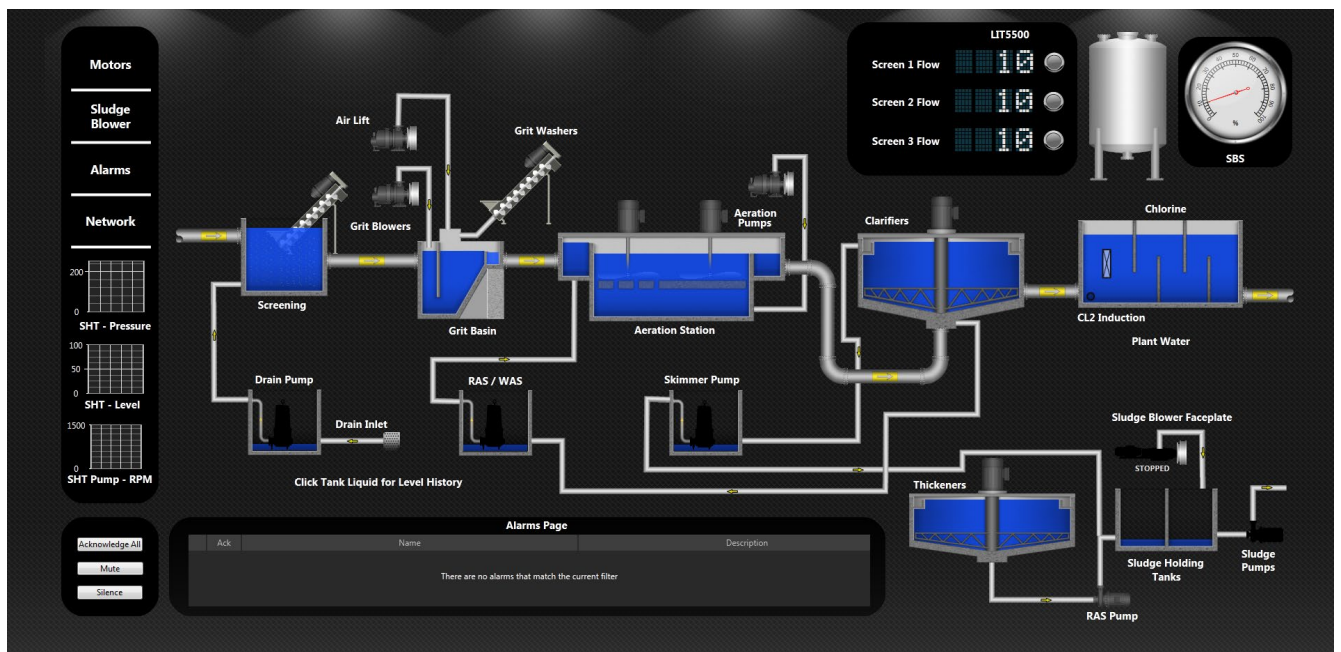 Motors
Sludge
Blower
Alarms
Network
200
0
SHT - Pressure
100
50
0
SHT - Level
1500
0
SHT Pump - RPM
Acknowledge All
Mute
Silence
Air Lift
Grit Washers
Grit Blowers
Screening
Grit Basin
Aeration
Pumps
Aeration Station
Clarifiers
LIT5500
Screen 1 Flow
10
Screen 2 Flow
10
Screen 3 Flow
10
%
SBS
Chlorine
CL2 Induction
Plant Water
Drain Pump
Drain Inlet
RAS / WAS
Skimmer Pump
Click Tank Liquid for Level History
Sludge Blower Faceplate
STOPPED
Thickeners
Sludge Holding
Tanks
Sludge
Pumps
RAS Pump
Alarms Page
Ack
Name
Description
There are no alarms that match the current filter